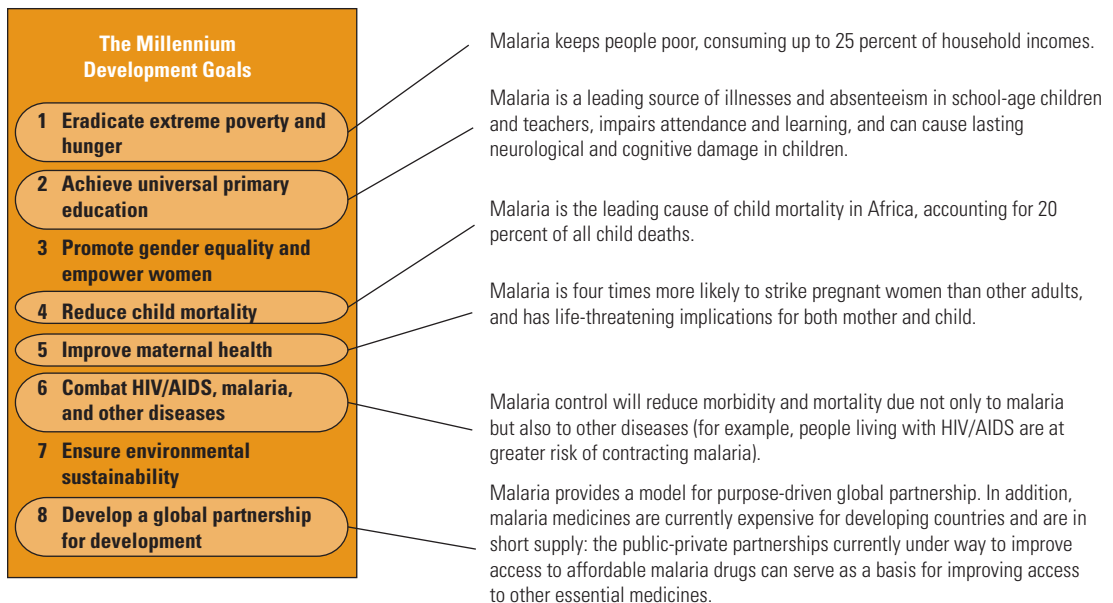 The Millennium
Development Goals
1 Eradicate extreme poverty and
hunger
2 Achieve universal primary
education
3 Promote gender equality and
empower women
4 Reduce child mortality
5 Improve maternal health
6 Combat HIV/AIDS, malaria,
and other diseases
7 Ensure environmental
sustainability
8 Develop a global partnership
for development
Malaria keeps people poor, consuming up to 25 percent of household incomes.
Malaria is a leading source of illnesses and absenteeism in school-age children
and teachers, impairs attendance and learning, and can cause lasting
neurological and cognitive damage in children.
Malaria is the leading cause of child mortality in Africa, accounting for 20
percent of all child deaths.
Malaria is four times more likely to strike pregnant women than other adults,
and has life-threatening implications for both mother and child.
Malaria control will reduce morbidity and mortality due not only to malaria
but also to other diseases (for example, people living with HIV/AIDS are at
greater risk of contracting malaria).
Malaria provides a model for purpose-driven global partnership. In addition,
malaria medicines are currently expensive for developing countries and are in
short supply: the public-private partnerships currently under way to improve
access to affordable malaria drugs can serve as a basis for improving access
to other essential medicines.